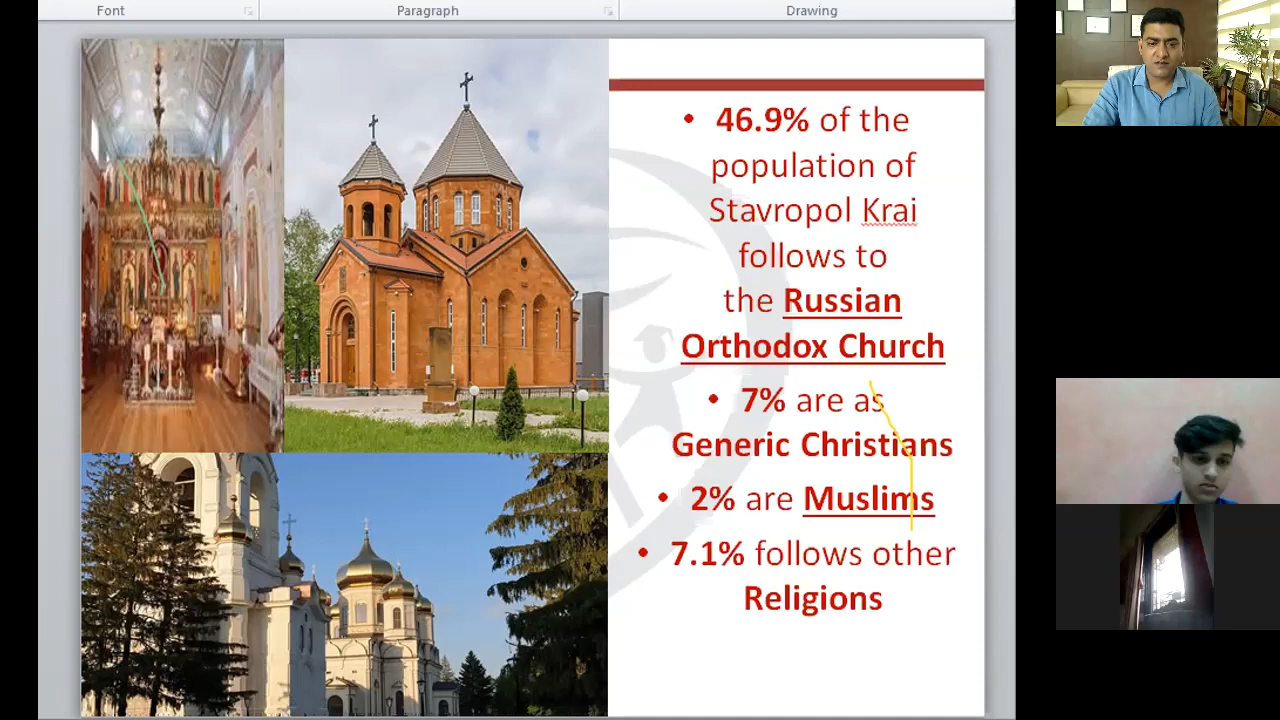 Font
Paragraph
Drawing
• 46.9% of the
population of
Stavropol Krai
follows to
the Russian
Orthodox Church
• 7% are as
Generic Christians
• 2% are Muslims
• 7.1% follows other
Religions